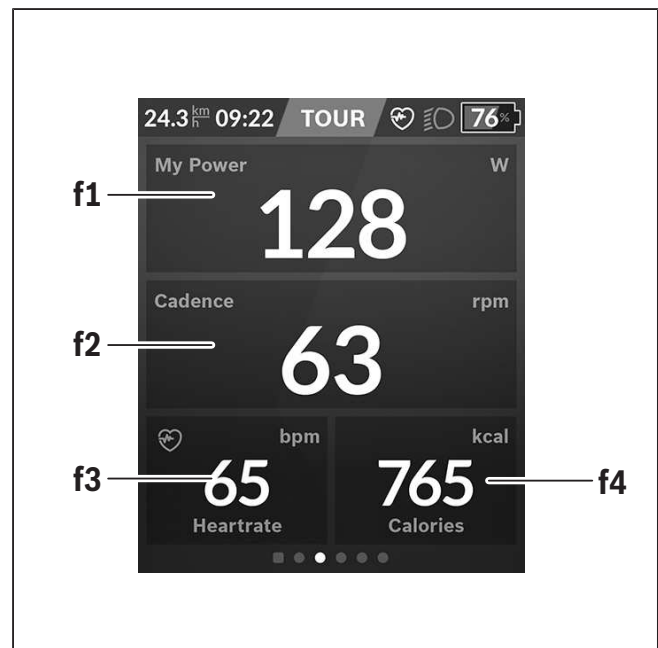 24.3 km/h 09:22 TOUR 76%
My Power W
f1
128
Cadence rpm
f2
63
bpm kcal
f3 65 765 f4
Heartrate Calories